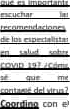 que es importante
escuchar las
recomendaciones
de los especialistas
en salud sobre
COVID 19? ¿Cómo
sé que me
contagié del virus?
Coordino con el